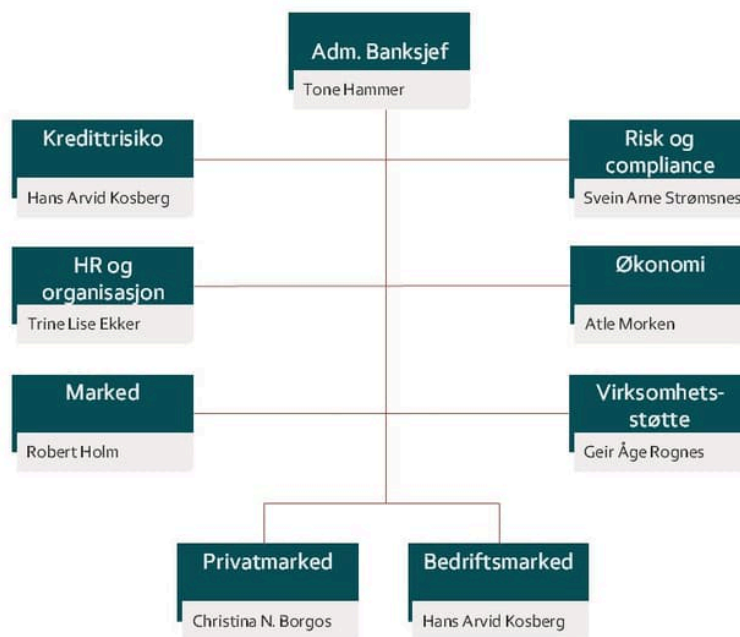 Adm. Banksjef
Tone Hammer
Kredittrisiko
Hans Arvid Kosberg
Risk og
compliance
Svein Arne Strømsnes
HR og
organisasjon
Trine Lise Ekker
Økonomi
Atle Morken
Marked
Robert Holm
Virksomhets-
støtte
Geir Åge Rognes
Privatmarked
Christina N. Borgos
Bedriftsmarked
Hans Arvid Kosberg